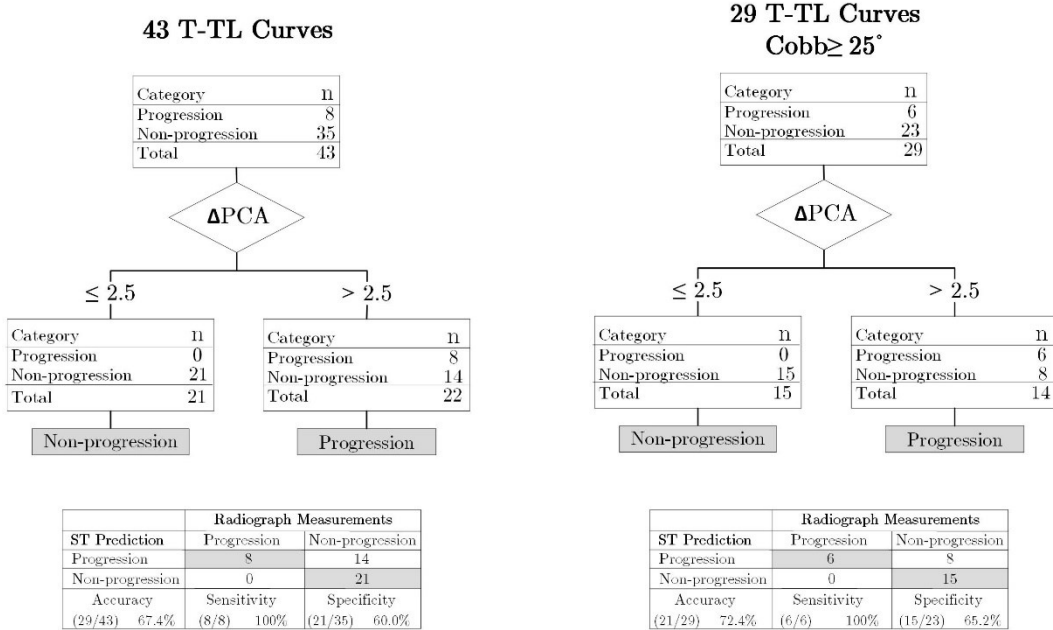 43 T-TL Curves
Category n
Progression 8
Non-progression 35
Total 43
ΔPCA
≤ 2.5 > 2.5
Category n
Progression 0
Non-progression 21
Total 21
Non-progression
Category n
Progression 8
Non-progression 14
Total 22
Progression
Radiograph Measurements
ST Prediction Progression Non-progression
Progression 8 14
Non-progression 0 21
Accuracy Sensitivity Specificity
(29/43) 67.4% (8/8) 100% (21/35) 60.0%
29 T-TL Curves
Cobb≥ 25°
Category n
Progression 6
Non-progression 23
Total 29
ΔPCA
≤ 2.5 > 2.5
Category n
Progression 0
Non-progression 15
Total 15
Non-progression
Category n
Progression 6
Non-progression 8
Total 14
Progression
Radiograph Measurements
ST Prediction Progression Non-progression
Progression 6 8
Non-progression 0 15
Accuracy Sensitivity Specificity
(21/29) 72.4% (6/6) 100% (15/23) 65.2%